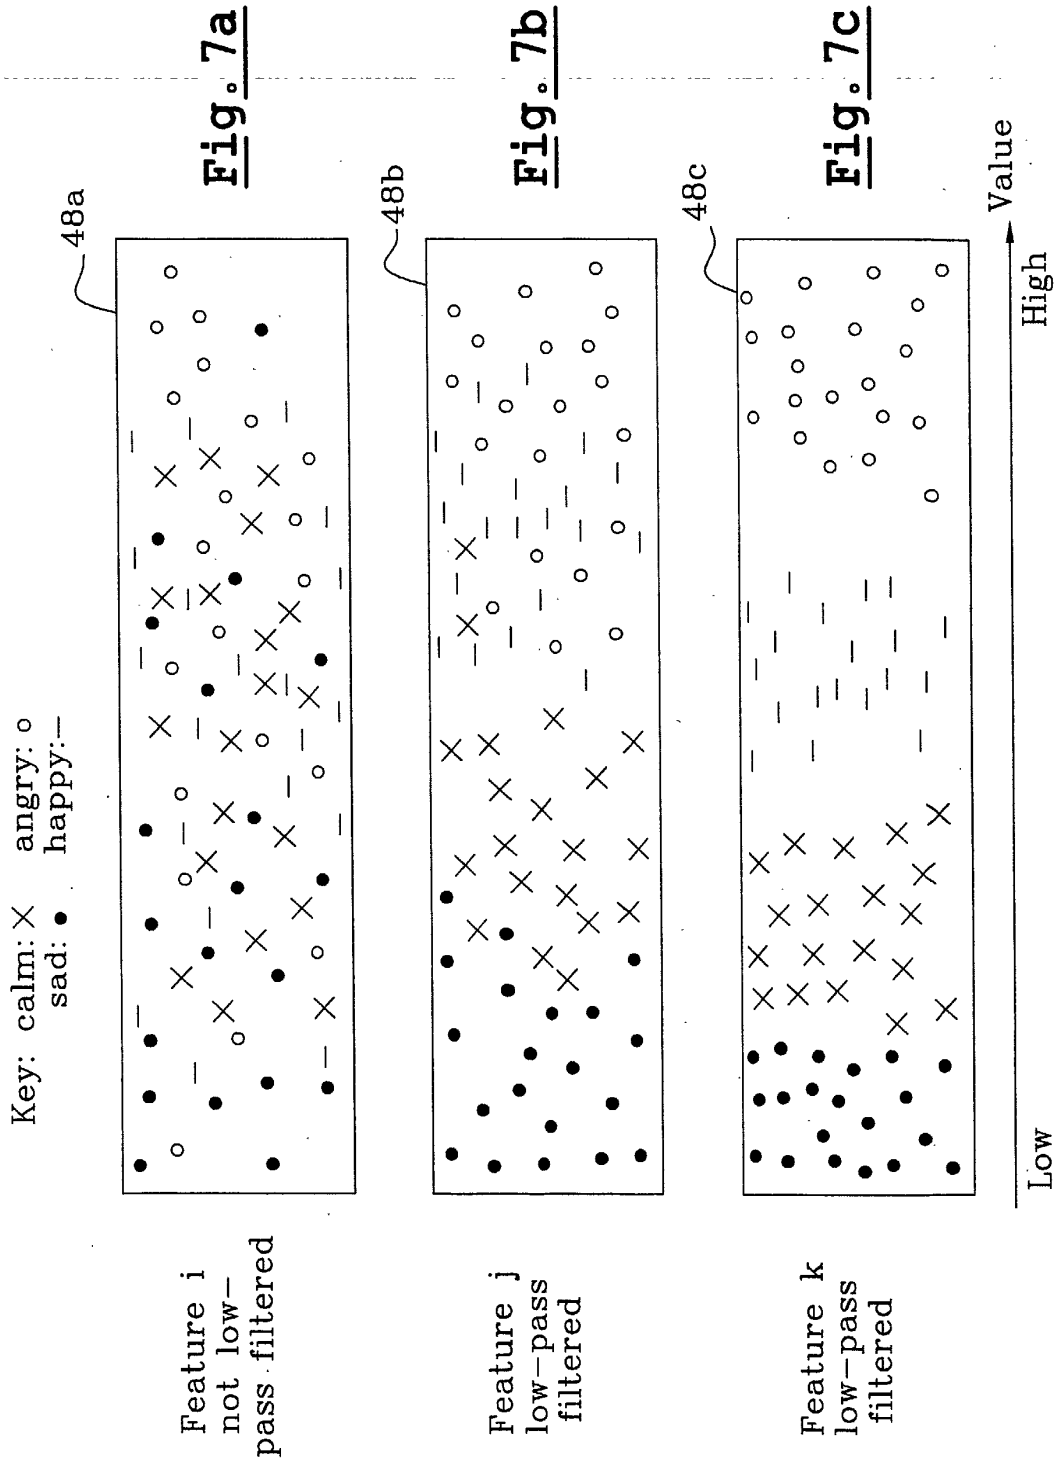 Key: calm: X angry: o
sad: ● happy:–
Feature i
not low–
pass filtered
48a
Fig. 7a
Feature j
low–pass
filtered
48b
Fig. 7b
Feature k
low–pass
filtered
48c
Fig. 7c
Low
High
Value